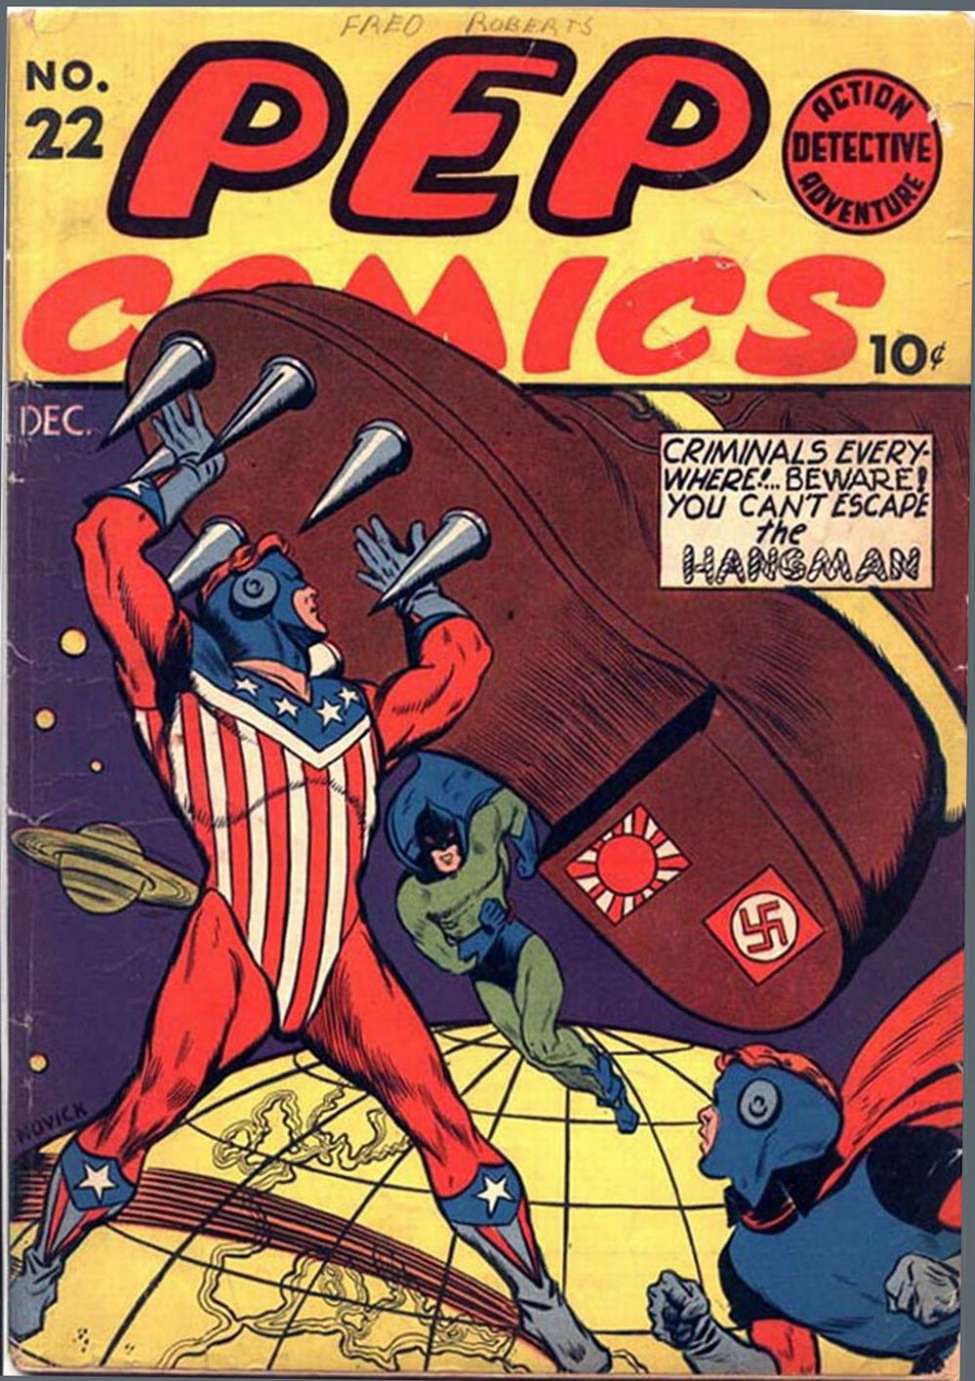 FRED ROBERTS
NO.
22
PEP
COMICS
ACTION
DETECTIVE
ADVENTURE
10¢
DEC.
CRIMINALS EVERY-
WHERE!... BEWARE!
YOU CAN'T ESCAPE
the
HANGMAN
NOVICK